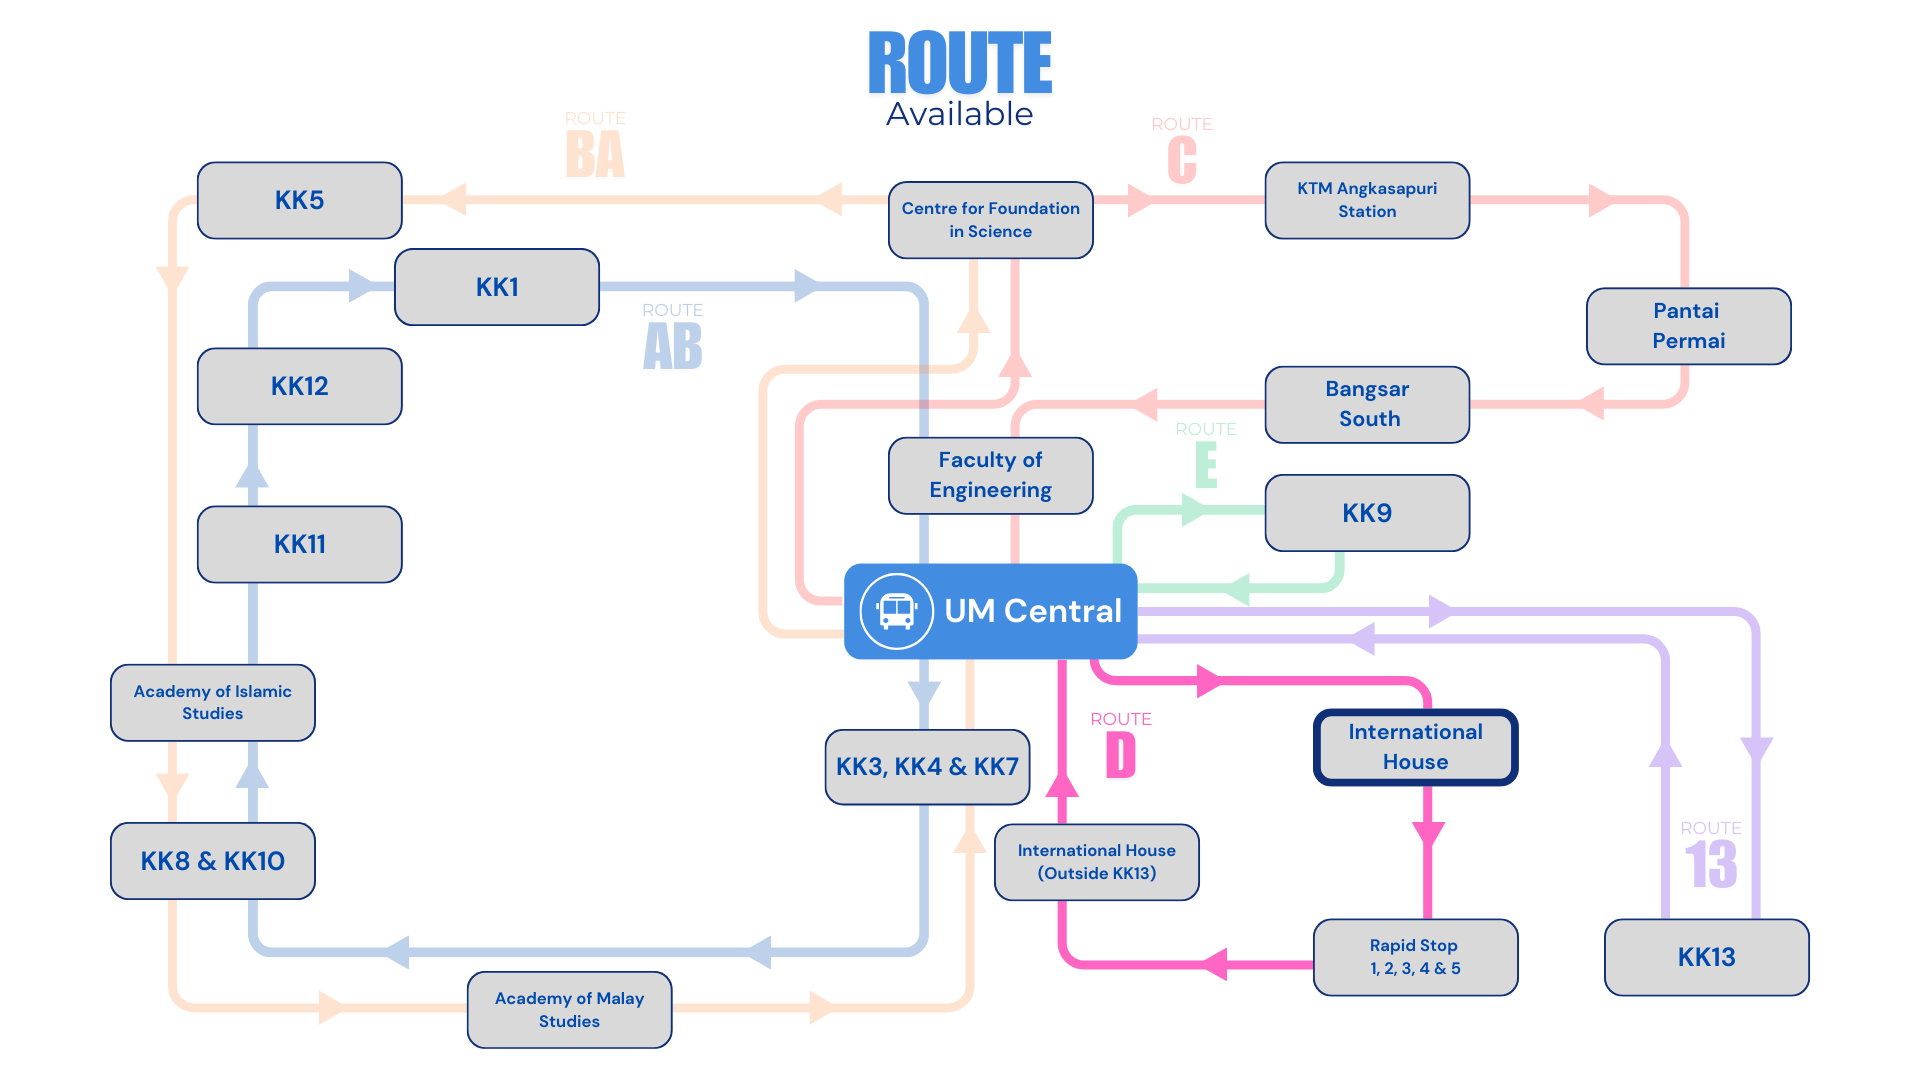 ROUTE
Available
ROUTE
BA
ROUTE
C
KK5
Centre for Foundation
in Science
KTM Angkasapuri
Station
KK1
ROUTE
AB
Pantai
Permai
KK12
Bangsar
South
ROUTE
E
Faculty of
Engineering
KK9
KK11
UM Central
Academy of Islamic
Studies
KK3, KK4 & KK7
ROUTE
D
International
House
KK8 & KK10
International House
(Outside KK13)
ROUTE
13
Rapid Stop
1, 2, 3, 4 & 5
KK13
Academy of Malay
Studies